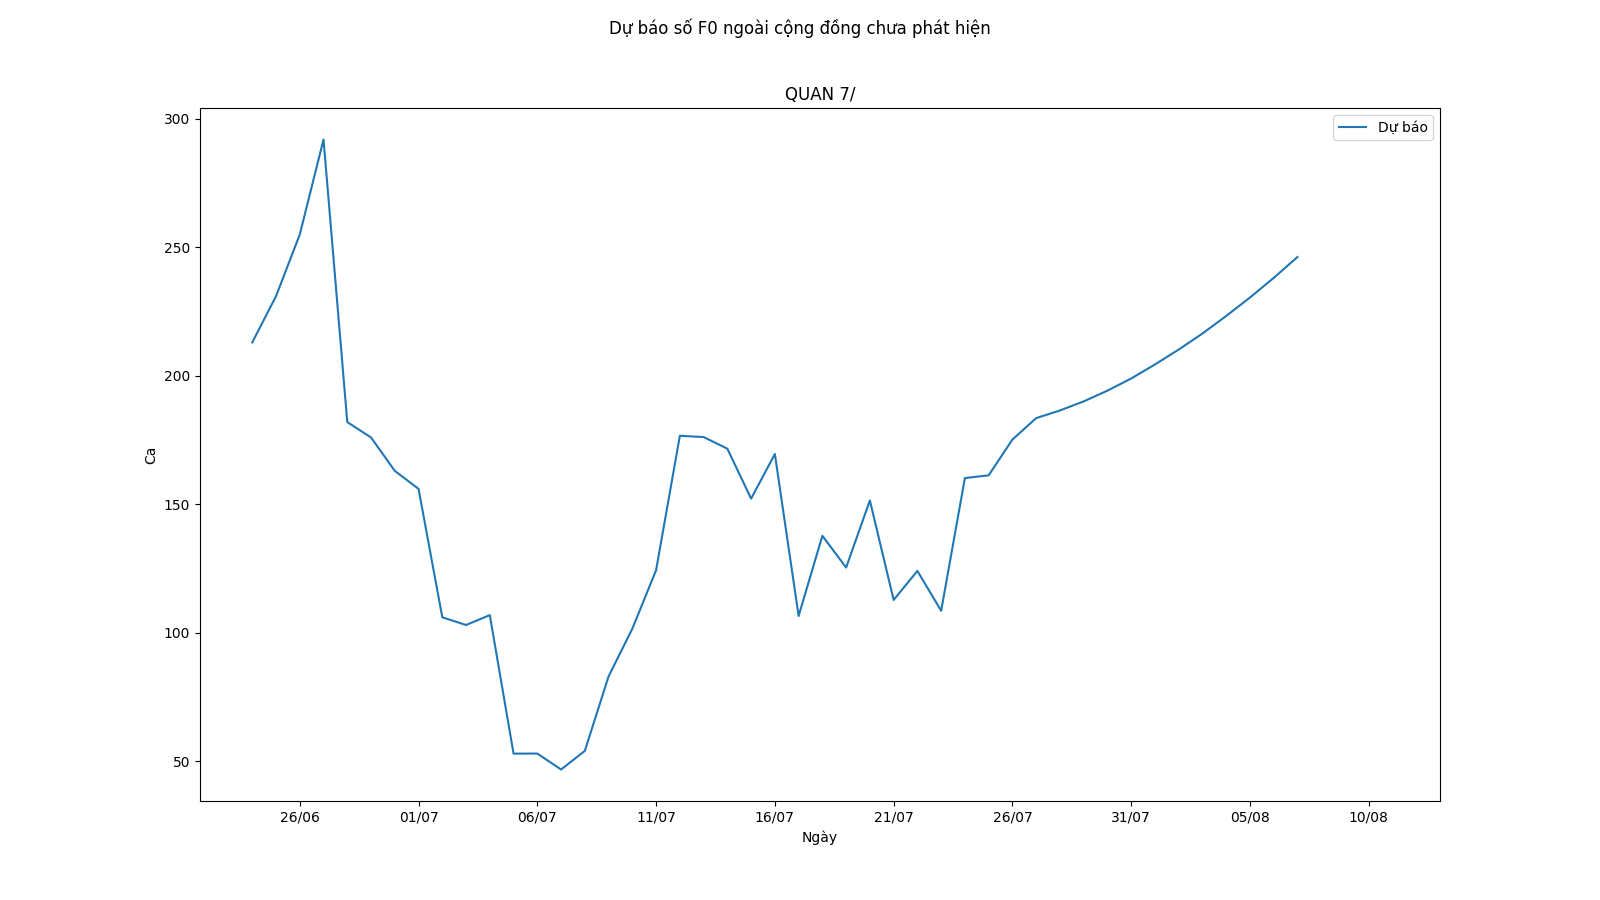 Dự báo số F0 ngoài cộng đồng chưa phát hiện
QUAN 7/
Dự báo
300
250
200
150
100
50
Ca
26/06 01/07 06/07 11/07 16/07 21/07 26/07 31/07 05/08 10/08
Ngày